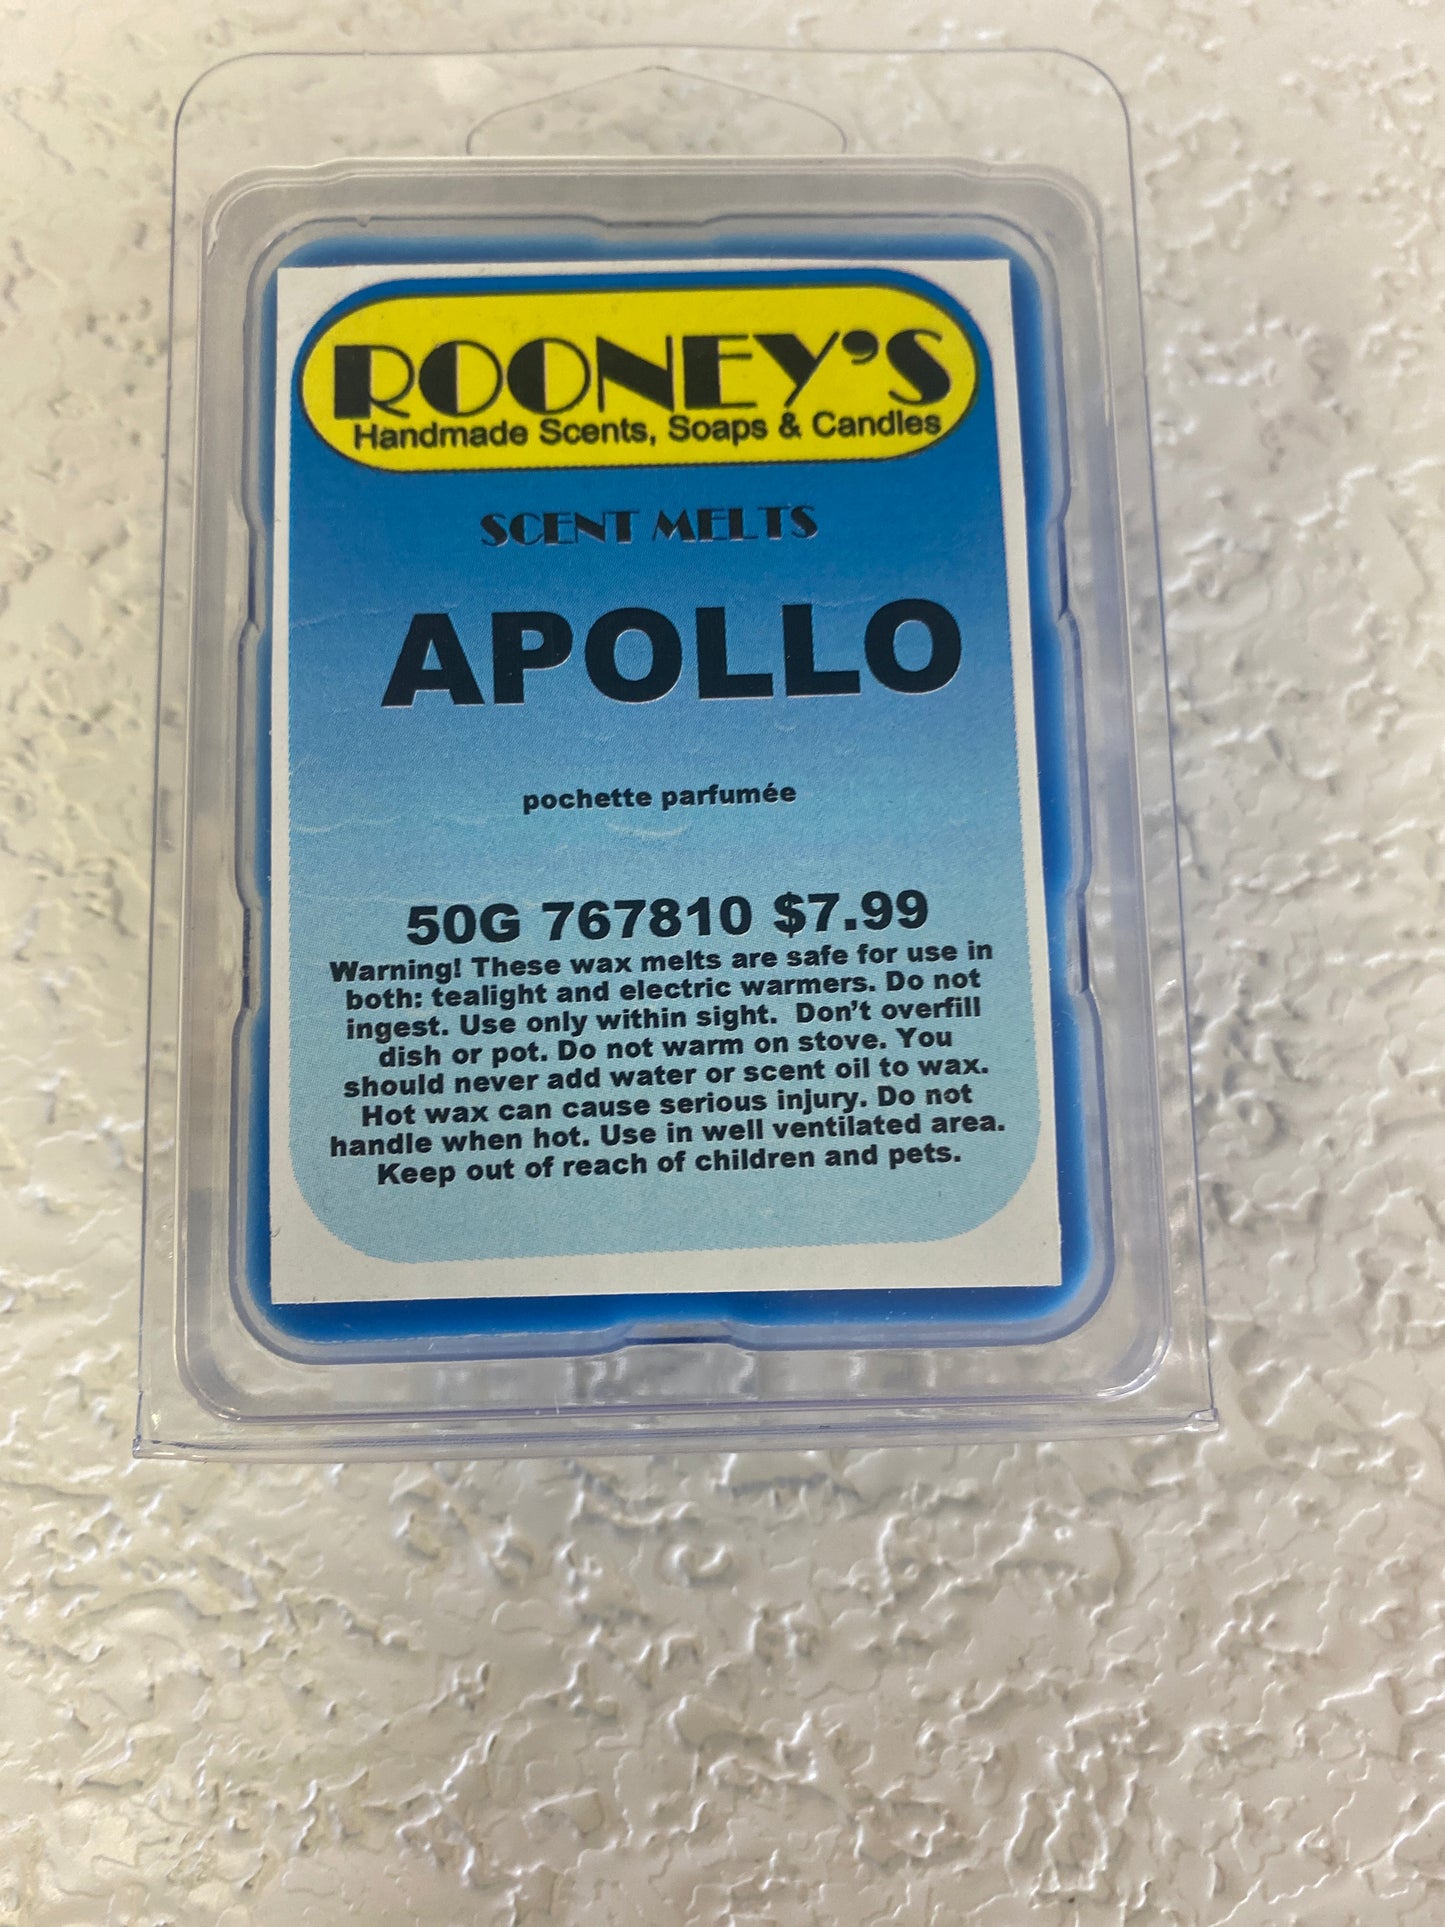 ROONEY'S
Handmade Scents, Soaps & Candles
SCENT MELTS
APOLLO
pochette parfumée
50G 767810 $7.99
Warning! These wax melts are safe for use in
both: tealight and electric warmers. Do not
ingest. Use only within sight. Don't overfill
dish or pot. Do not warm on stove. You
should never add water or scent oil to wax.
Hot wax can cause serious injury. Do not
handle when hot. Use in well ventilated area.
Keep out of reach of children and pets.